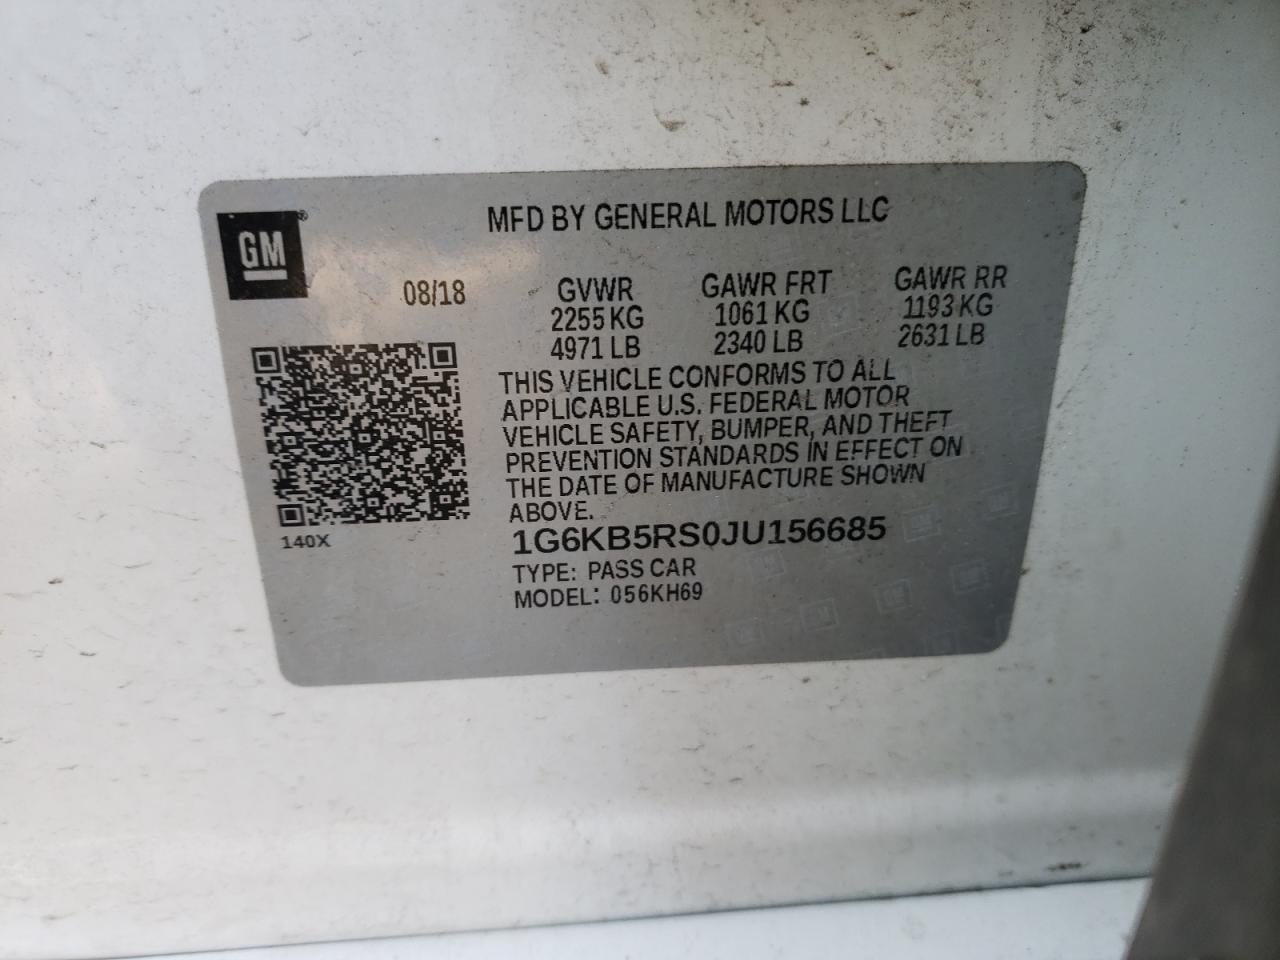 MFD BY GENERAL MOTORS LLC
GM®
08/18
GVWR
2255 KG
4971 LB
GAWR FRT
1061 KG
2340 LB
GAWR RR
1193 KG
2631 LB
THIS VEHICLE CONFORMS TO ALL
APPLICABLE U.S. FEDERAL MOTOR
VEHICLE SAFETY, BUMPER, AND THEFT
PREVENTION STANDARDS IN EFFECT ON
THE DATE OF MANUFACTURE SHOWN
ABOVE.
140X
1G6KB5RS0JU156685
TYPE: PASS CAR
MODEL: 056KH69